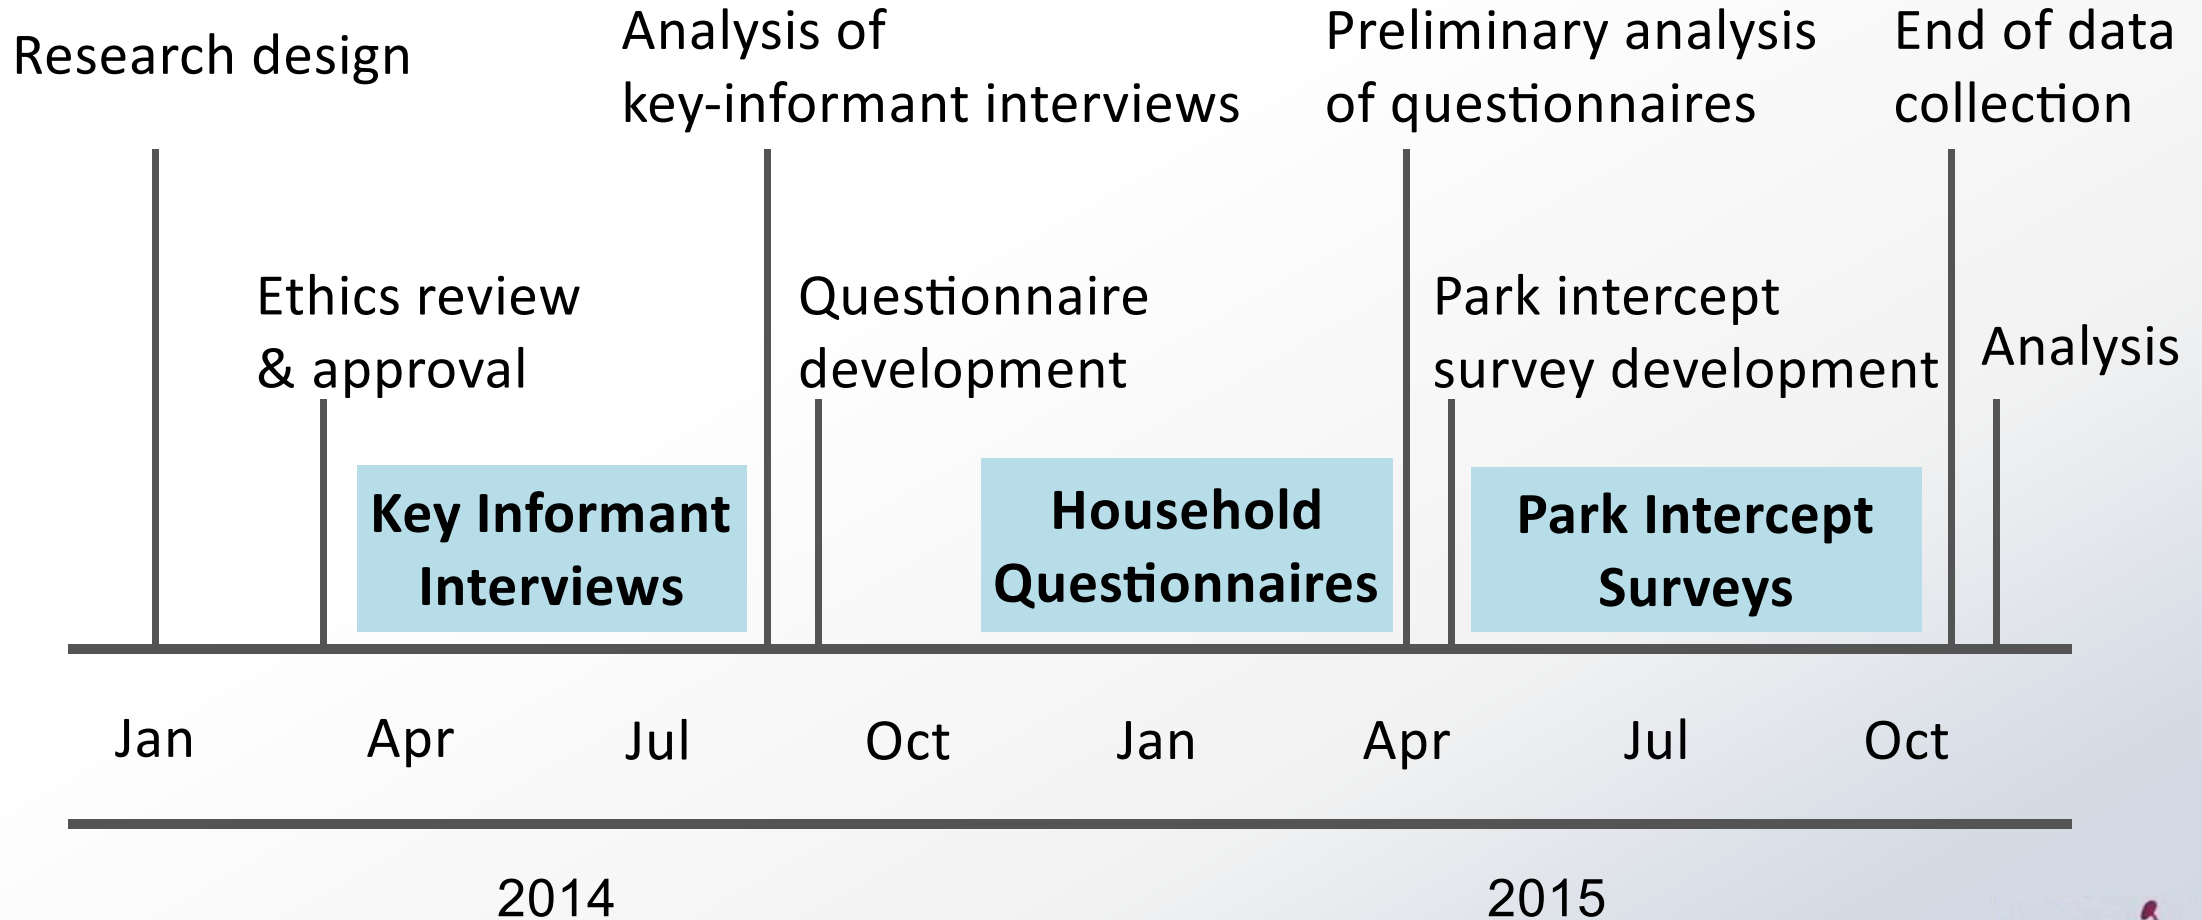 Research design
Analysis of
key-informant interviews
Preliminary analysis
of questionnaires
End of data
collection
Ethics review
& approval
Questionnaire
development
Park intercept
survey development
Analysis
Key Informant
Interviews
Household
Questionnaires
Park Intercept
Surveys
Jan Apr Jul Oct Jan Apr Jul Oct
2014 2015